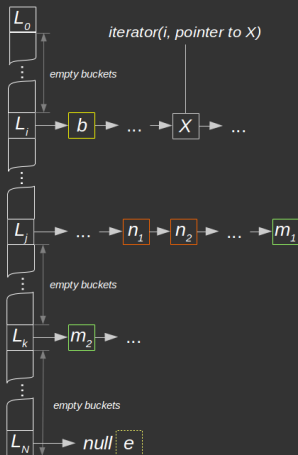 L0
iterator(i, pointer to X)
empty buckets
Li b ... X ...
Lj ... n1 n2 ... m1
empty buckets
Lk m2 ...
empty buckets
LN null e